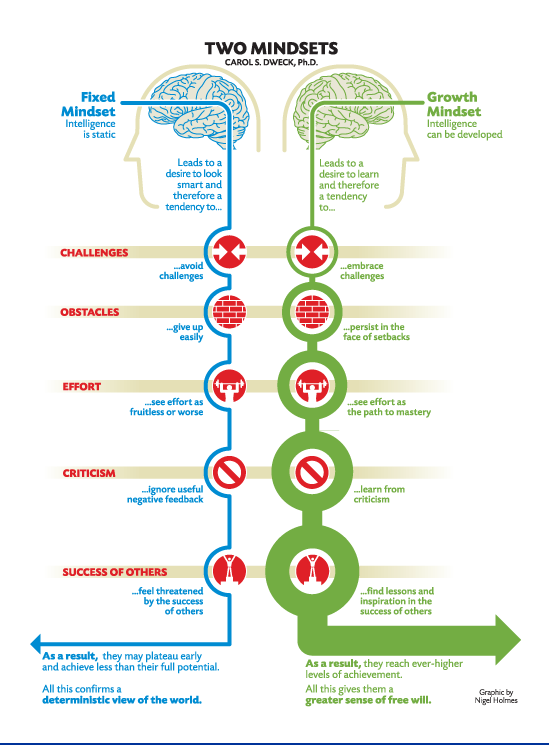 TWO MINDSETS
CAROL S. DWECK, Ph.D.
Fixed
Mindset
Intelligence
is static
Growth
Mindset
Intelligence
can be developed
Leads to a
desire to look
smart and
therefore a
tendency to...
Leads to a
desire to learn
and therefore
a tendency
to...
CHALLENGES
...avoid
challenges
...embrace
challenges
OBSTACLES
...give up
easily
...persist in the
face of setbacks
EFFORT
...see effort as
fruitless or worse
...see effort as
the path to mastery
CRITICISM
...ignore useful
negative feedback
...learn from
criticism
SUCCESS OF OTHERS
...feel threatened
by the success
of others
...find lessons and
inspiration in the
success of others
As a result, they may plateau early
and achieve less than their full potential.
All this confirms a
deterministic view of the world.
As a result, they reach ever-higher
levels of achievement.
All this gives them a
greater sense of free will.
Graphic by
Nigel Holmes